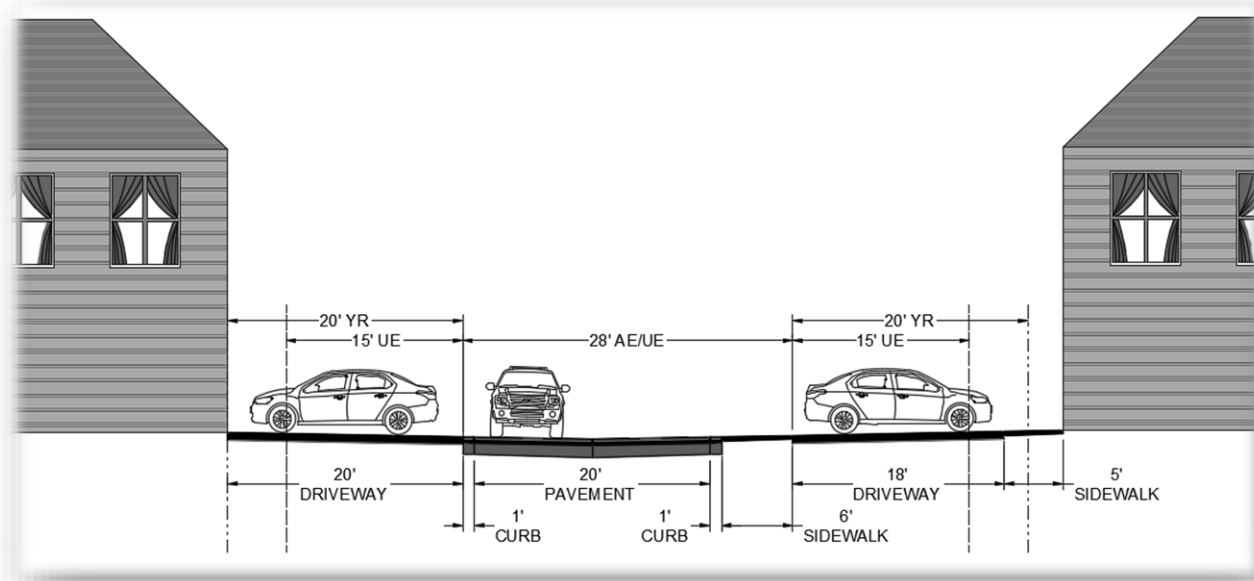 20' YR
20' YR
15' UE
28' AE/UE
15' UE
20'
DRIVEWAY
20'
PAVEMENT
18'
DRIVEWAY
5'
SIDEWALK
1'
CURB
1'
CURB
6'
SIDEWALK